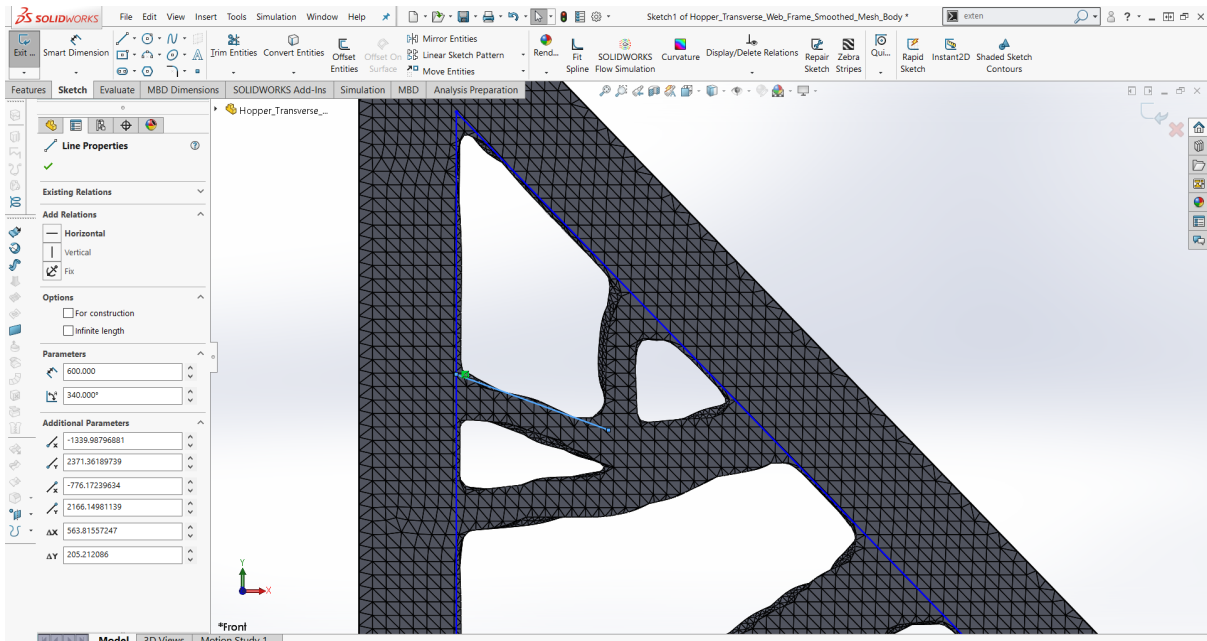 SOLIDWORKS File Edit View Insert Tools Simulation Window Help Sketch1 of Hopper_Transverse_Web_Frame_Smoothed_Mesh_Body * exten
Exit ... Smart Dimension Trim Entities Convert Entities Offset Entities Offset On Surface Mirror Entities Linear Sketch Pattern Move Entities Rend... Fit Spline SOLIDWORKS Flow Simulation Curvature Display/Delete Relations Repair Sketch Zebra Stripes Qui... Rapid Sketch Instant2D Shaded Sketch Contours
Features Sketch Evaluate MBD Dimensions SOLIDWORKS Add-Ins Simulation MBD Analysis Preparation
Hopper_Transverse_...
Line Properties
Existing Relations
Add Relations
Horizontal
Vertical
Fix
Options
For construction
Infinite length
Parameters
600.000
340.000°
Additional Parameters
-1339.98796881
2371.36189739
-776.17239634
2166.14981139
ΔX 563.81557247
ΔY 205.212086
Y
X
*Front
Model 3D Views Motion Study 1